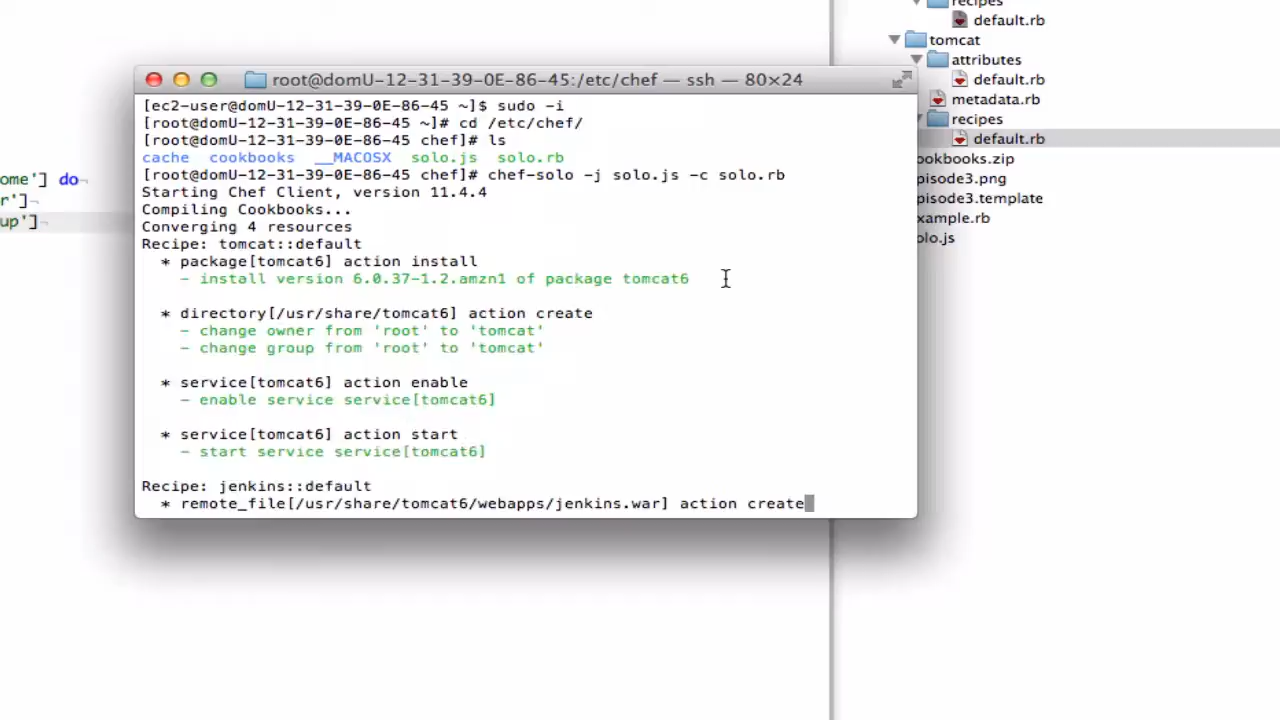 root@domU-12-31-39-0E-86-45:/etc/chef — ssh — 80×24
[ec2-user@domU-12-31-39-0E-86-45 ~]$ sudo -i
[root@domU-12-31-39-0E-86-45 ~]# cd /etc/chef/
[root@domU-12-31-39-0E-86-45 chef]# ls
cache cookbooks __MACOSX solo.js solo.rb
[root@domU-12-31-39-0E-86-45 chef]# chef-solo -j solo.js -c solo.rb
Starting Chef Client, version 11.4.4
Compiling Cookbooks...
Converging 4 resources
Recipe: tomcat::default
* package[tomcat6] action install
- install version 6.0.37-1.2.amzn1 of package tomcat6
* directory[/usr/share/tomcat6] action create
- change owner from 'root' to 'tomcat'
- change group from 'root' to 'tomcat'
* service[tomcat6] action enable
- enable service service[tomcat6]
* service[tomcat6] action start
- start service service[tomcat6]
Recipe: jenkins::default
* remote_file[/usr/share/tomcat6/webapps/jenkins.war] action create
ome'] do¬
r']¬
up']¬
recipes
default.rb
tomcat
attributes
default.rb
metadata.rb
recipes
default.rb
ookbooks.zip
pisode3.png
pisode3.template
xample.rb
olo.js